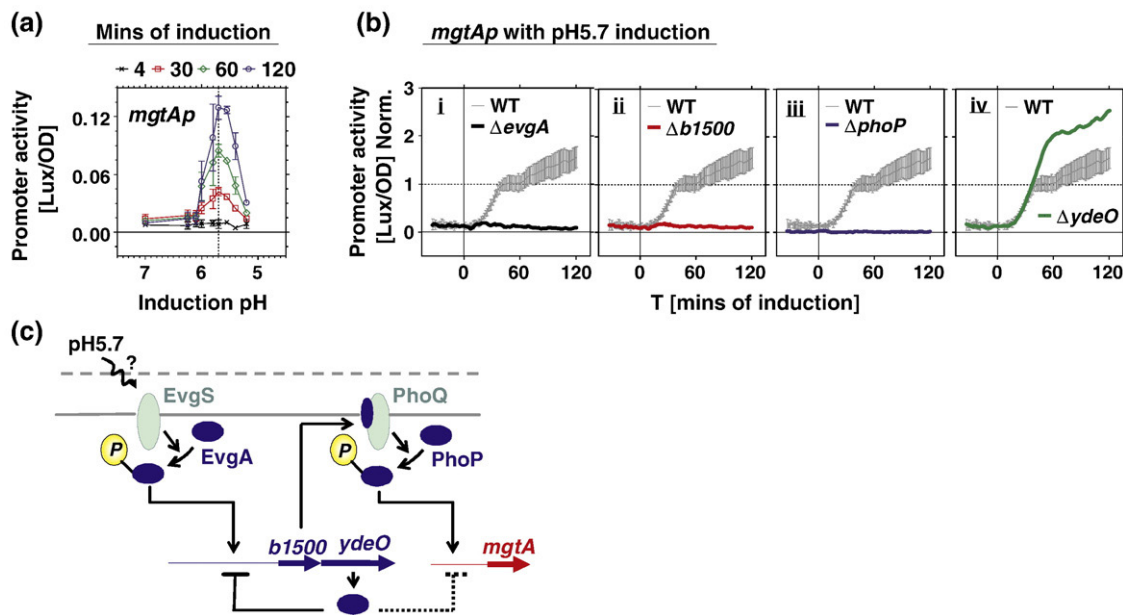 (a)
Mins of induction
4 30 60 120
Promoter activity
[Lux/OD]
mgtAp
0.12
0.06
0.00
7 6 5
Induction pH
(b)
mgtAp with pH5.7 induction
Promoter activity
[Lux/OD] Norm.
3
2
1
0
i
WT
ΔevgA
ii
WT
Δb1500
iii
WT
ΔphoP
iv
WT
ΔydeO
0 60 120
0 60 120
0 60 120
0 60 120
T [mins of induction]
(c)
pH5.7
?
EvgS
PhoQ
P
EvgA
P
PhoP
b1500
ydeO
mgtA